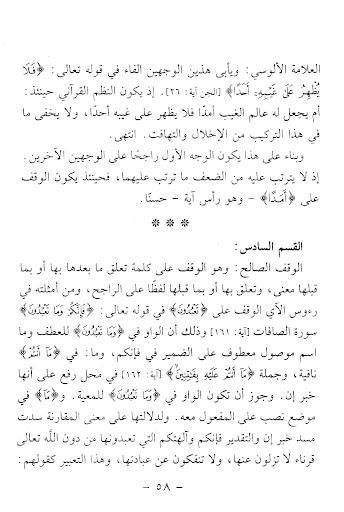 العلامة الألوسي: ويأبى هذين الوجهين الفاء في قوله تعالى: ﴿فَلَا
يُظْهِرُ عَلَىٰ غَيْبِهِۦٓ أَحَدًا﴾ [الجن آية: ٢٦]. إذ يكون النظم القرآني حينئذ:
أم يجعل له عالم الغيب أمدًا فلا يظهر على غيبه أحدًا، ولا يخفى ما
في هذا التركيب من الإخلال والتهافت. انتهى.
وبناء على هذا يكون الوجه الأول راجحًا على الوجهين الآخرين.
إذ لا يترتب عليه من الضعف ما ترتب عليهما، فحينئذ يكون الوقف
على ﴿أَمَدًا﴾ - وهو رأس آية - حسنًا.
* * *
القسم السادس:
الوقف الصالح: وهو الوقف على كلمة تعلق ما بعدها بها أو بما
قبلها معنى، وتعلق بها أو بما قبلها لفظًا على الراجح، ومن أمثلته في
رءوس الآي الوقف على ﴿تَعْبُدُونَ﴾ في قوله تعالى: ﴿فَإِنَّكُمْ وَمَا تَعْبُدُونَ﴾
سورة الصافات [آية: ١٦١] وذلك أن الواو في ﴿وَمَا تَعْبُدُونَ﴾ للعطف وما
اسم موصول معطوف على الضمير في فإنكم، وما: في ﴿مَآ أَنتُمْ﴾
نافية، وجملة ﴿مَآ أَنتُمْ عَلَيْهِ بِفَٰتِنِينَ﴾ [آية: ١٦٢] في محل رفع على أنها
خبر إن. وجوز أن تكون الواو في ﴿وَمَا تَعْبُدُونَ﴾ للمعية. و﴿مَا﴾ في
موضع نصب على المفعول معه. ولدلالتها على معنى المقارنة سدت
مسد خبر إن والتقدير فإنكم وآلهتكم التي تعبدونها من دون الله تعالى
قرناء لا تزلون عنها، ولا تنفكون عن عبادتها، وهذا التعبير كقولهم:
- ٥٨ -